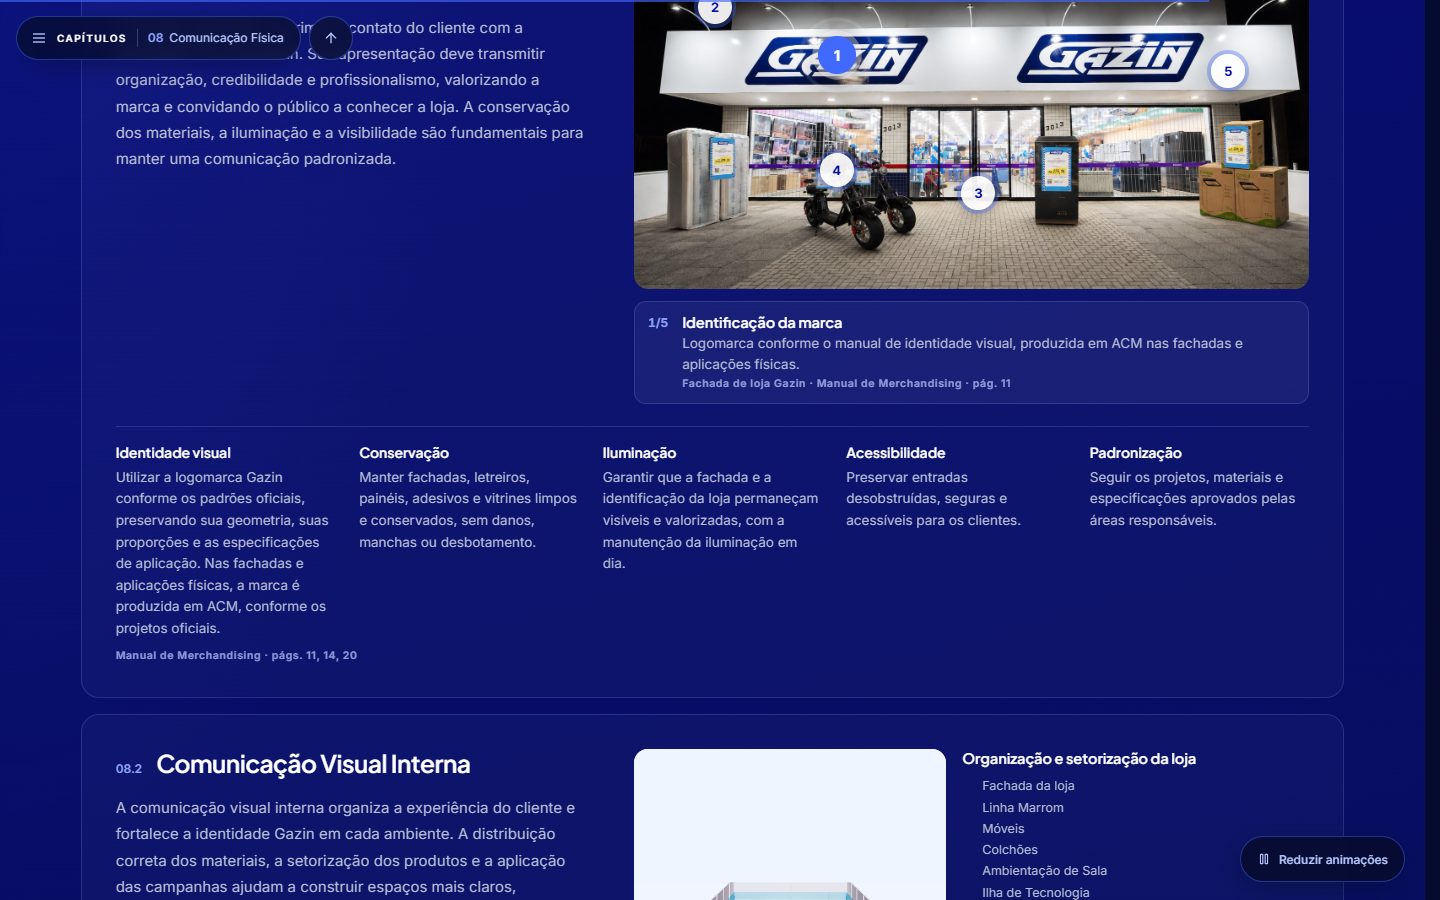 CAPÍTULOS
08 Comunicação Física
contato do cliente com a
apresentação deve transmitir
organização, credibilidade e profissionalismo, valorizando a
marca e convidando o público a conhecer a loja. A conservação
dos materiais, a iluminação e a visibilidade são fundamentais para
manter uma comunicação padronizada.
2
GAZIN
1
GAZIN
5
3013
3013
4
3
1/5
Identificação da marca
Logomarca conforme o manual de identidade visual, produzida em ACM nas fachadas e
aplicações físicas.
Fachada de loja Gazin · Manual de Merchandising · pág. 11
Identidade visual
Utilizar a logomarca Gazin
conforme os padrões oficiais,
preservando sua geometria, suas
proporções e as especificações
de aplicação. Nas fachadas e
aplicações físicas, a marca é
produzida em ACM, conforme os
projetos oficiais.
Manual de Merchandising · págs. 11, 14, 20
Conservação
Manter fachadas, letreiros,
painéis, adesivos e vitrines limpos
e conservados, sem danos,
manchas ou desbotamento.
Iluminação
Garantir que a fachada e a
identificação da loja permaneçam
visíveis e valorizadas, com a
manutenção da iluminação em
dia.
Acessibilidade
Preservar entradas
desobstruídas, seguras e
acessíveis para os clientes.
Padronização
Seguir os projetos, materiais e
especificações aprovados pelas
áreas responsáveis.
08.2 Comunicação Visual Interna
A comunicação visual interna organiza a experiência do cliente e
fortalece a identidade Gazin em cada ambiente. A distribuição
correta dos materiais, a setorização dos produtos e a aplicação
das campanhas ajudam a construir espaços mais claros,
Organização e setorização da loja
Fachada da loja
Linha Marrom
Móveis
Colchões
Ambientação de Sala
Ilha de Tecnologia
Reduzir animações